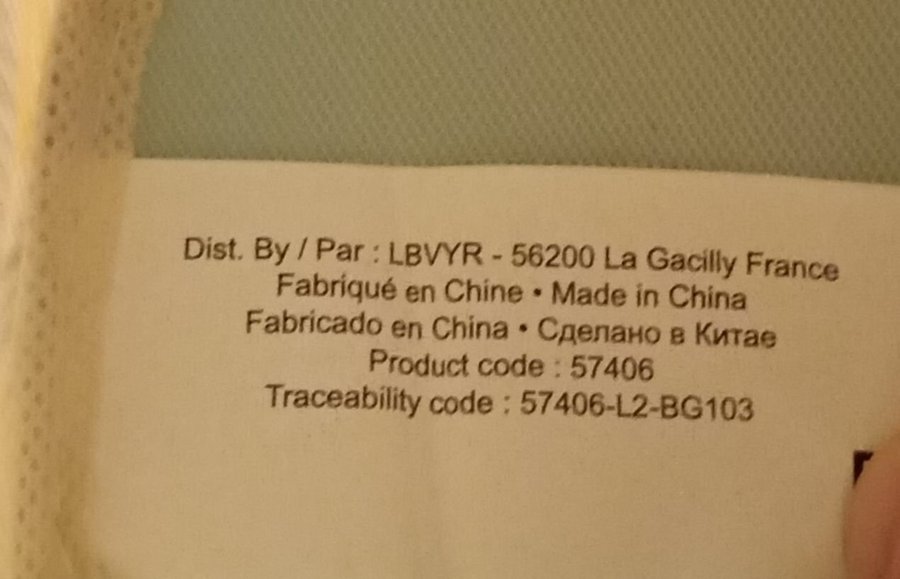 Dist. By / Par : LBVYR - 56200 La Gacilly France
Fabriqué en Chine • Made in China
Fabricado en China • Сделано в Китае
Product code : 57406
Traceability code : 57406-L2-BG103